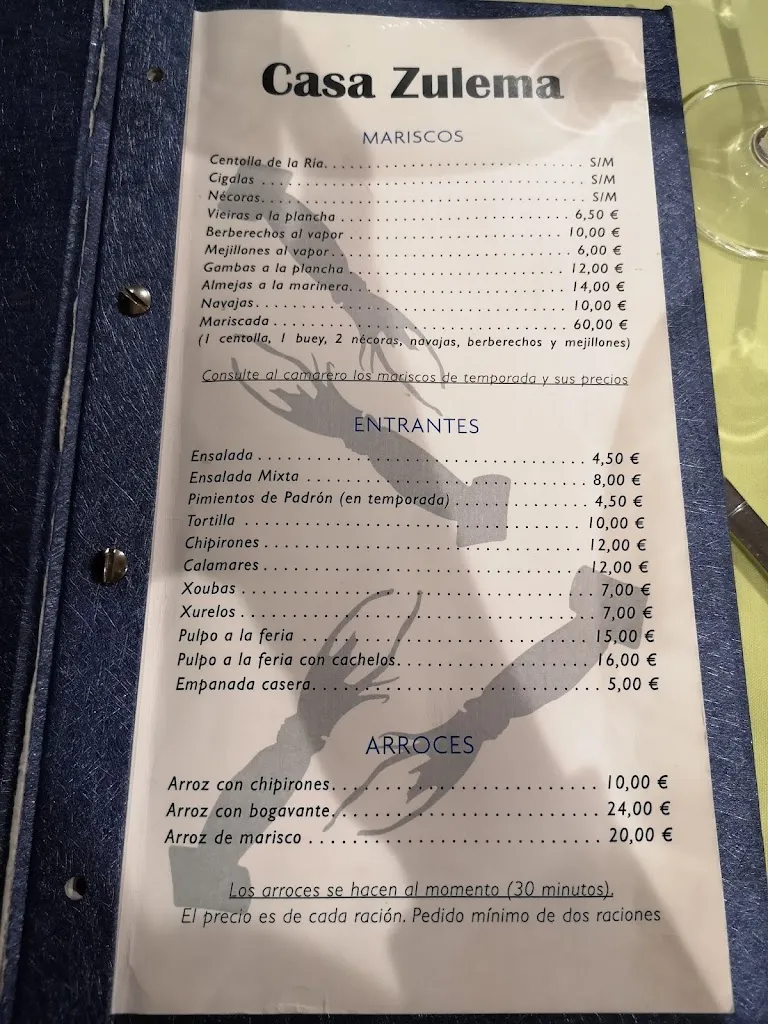 Casa Zulema
MARISCOS
Centolla de la Ría. . . . . . . . . . . . . . . . . . . . . . . . . . S/M
Cigalas . . . . . . . . . . . . . . . . . . . . . . . . . . . . . . . . . S/M
Nécoras. . . . . . . . . . . . . . . . . . . . . . . . . . . . . . . . . S/M
Vieiras a la plancha . . . . . . . . . . . . . . . . . . . . . . . . 6,50 €
Berberechos al vapor . . . . . . . . . . . . . . . . . . . . . . . 10,00 €
Mejillones al vapor. . . . . . . . . . . . . . . . . . . . . . . . . 6,00 €
Gambas a la plancha . . . . . . . . . . . . . . . . . . . . . . . 12,00 €
Almejas a la marinera. . . . . . . . . . . . . . . . . . . . . . . 14,00 €
Navajas. . . . . . . . . . . . . . . . . . . . . . . . . . . . . . . . 10,00 €
Mariscada . . . . . . . . . . . . . . . . . . . . . . . . . . . . . . 60,00 €
(1 centolla, 1 buey, 2 nécoras, navajas, berberechos y mejillones)
Consulte al camarero los mariscos de temporada y sus precios
ENTRANTES
Ensalada . . . . . . . . . . . . . . . . . . . . . . . . . . . . . . . 4,50 €
Ensalada Mixta . . . . . . . . . . . . . . . . . . . . . . . . . . 8,00 €
Pimientos de Padrón (en temporada) . . . . . . . . . . . . 4,50 €
Tortilla . . . . . . . . . . . . . . . . . . . . . . . . . . . . . . . . 10,00 €
Chipirones . . . . . . . . . . . . . . . . . . . . . . . . . . . . . 12,00 €
Calamares . . . . . . . . . . . . . . . . . . . . . . . . . . . . . 12,00 €
Xoubas . . . . . . . . . . . . . . . . . . . . . . . . . . . . . . . . 7,00 €
Xurelos . . . . . . . . . . . . . . . . . . . . . . . . . . . . . . . . 7,00 €
Pulpo a la feria . . . . . . . . . . . . . . . . . . . . . . . . . . 15,00 €
Pulpo a la feria con cachelos. . . . . . . . . . . . . . . . . . 16,00 €
Empanada casera. . . . . . . . . . . . . . . . . . . . . . . . . 5,00 €
ARROCES
Arroz con chipirones. . . . . . . . . . . . . . . . . . . . . . . 10,00 €
Arroz con bogavante. . . . . . . . . . . . . . . . . . . . . . . 24,00 €
Arroz de marisco . . . . . . . . . . . . . . . . . . . . . . . . . 20,00 €
Los arroces se hacen al momento (30 minutos).
El precio es de cada ración. Pedido mínimo de dos raciones